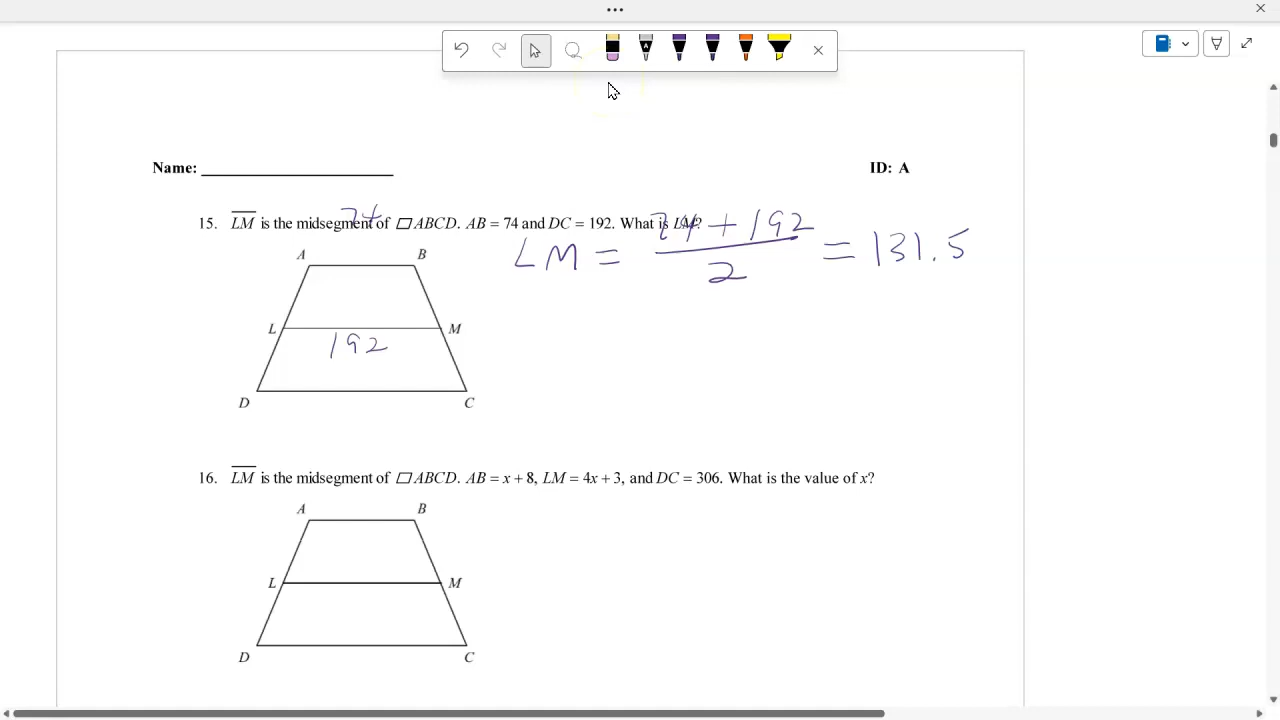 Name: ID: A
15. LM is the midsegment of ▱ABCD. AB = 74 and DC = 192. What is LM?
74
LM = 74 + 192 / 2 = 131.5
A B
L M
192
D C
16. LM is the midsegment of ▱ABCD. AB = x + 8, LM = 4x + 3, and DC = 306. What is the value of x?
A B
L M
D C